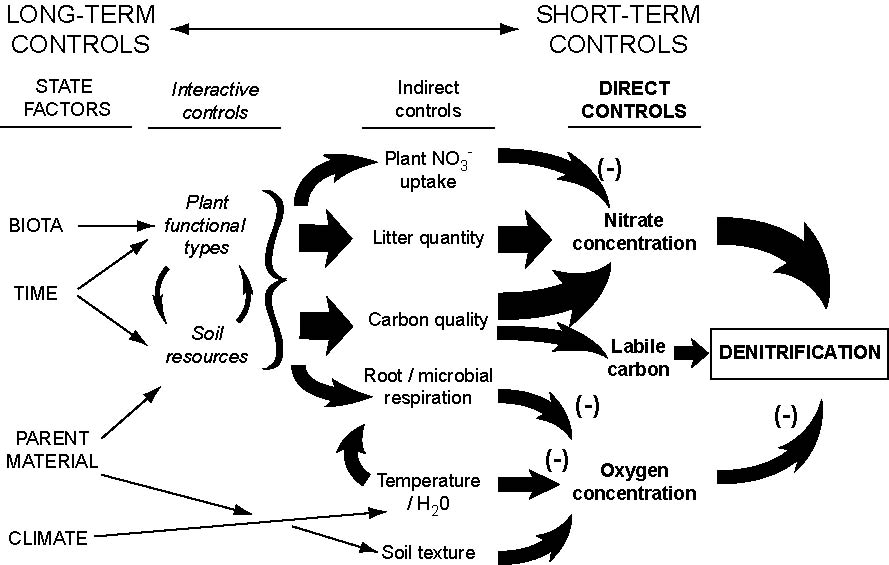 LONG-TERM
CONTROLS
SHORT-TERM
CONTROLS
STATE
FACTORS
Interactive
controls
Indirect
controls
DIRECT
CONTROLS
Plant NO₃⁻
uptake
(-)
BIOTA
Plant
functional
types
Litter quantity
Nitrate
concentration
TIME
Soil
resources
Carbon quality
Labile
carbon
DENITRIFICATION
Root / microbial
respiration
(-)
(-)
PARENT
MATERIAL
Temperature
/ H₂0
(-)
Oxygen
concentration
CLIMATE
Soil texture